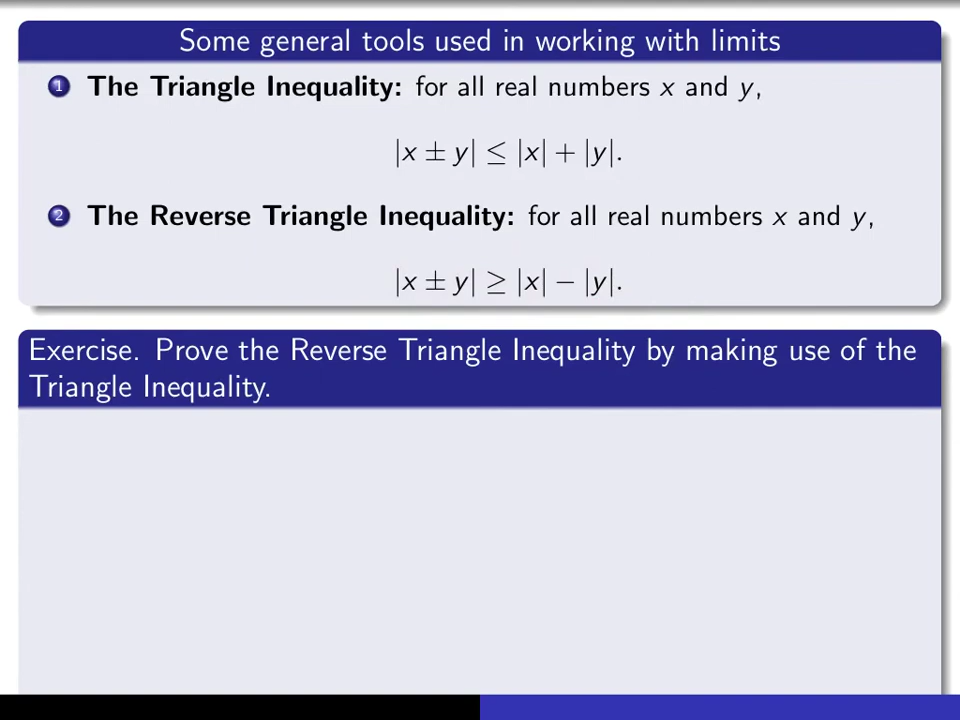 Some general tools used in working with limits
1 The Triangle Inequality: for all real numbers x and y,
|x ± y| ≤ |x| + |y|.
2 The Reverse Triangle Inequality: for all real numbers x and y,
|x ± y| ≥ |x| − |y|.
Exercise. Prove the Reverse Triangle Inequality by making use of the
Triangle Inequality.